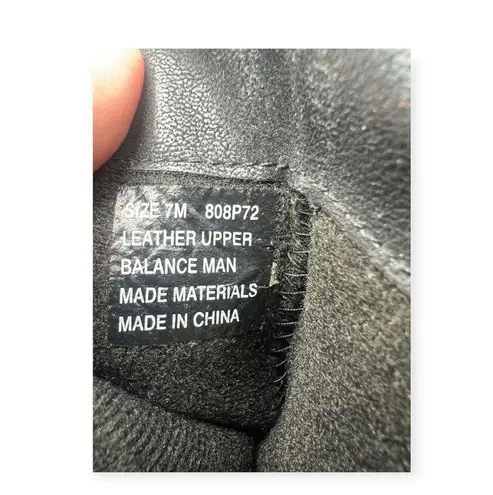 SIZE 7M 808P72
LEATHER UPPER
BALANCE MAN
MADE MATERIALS
MADE IN CHINA